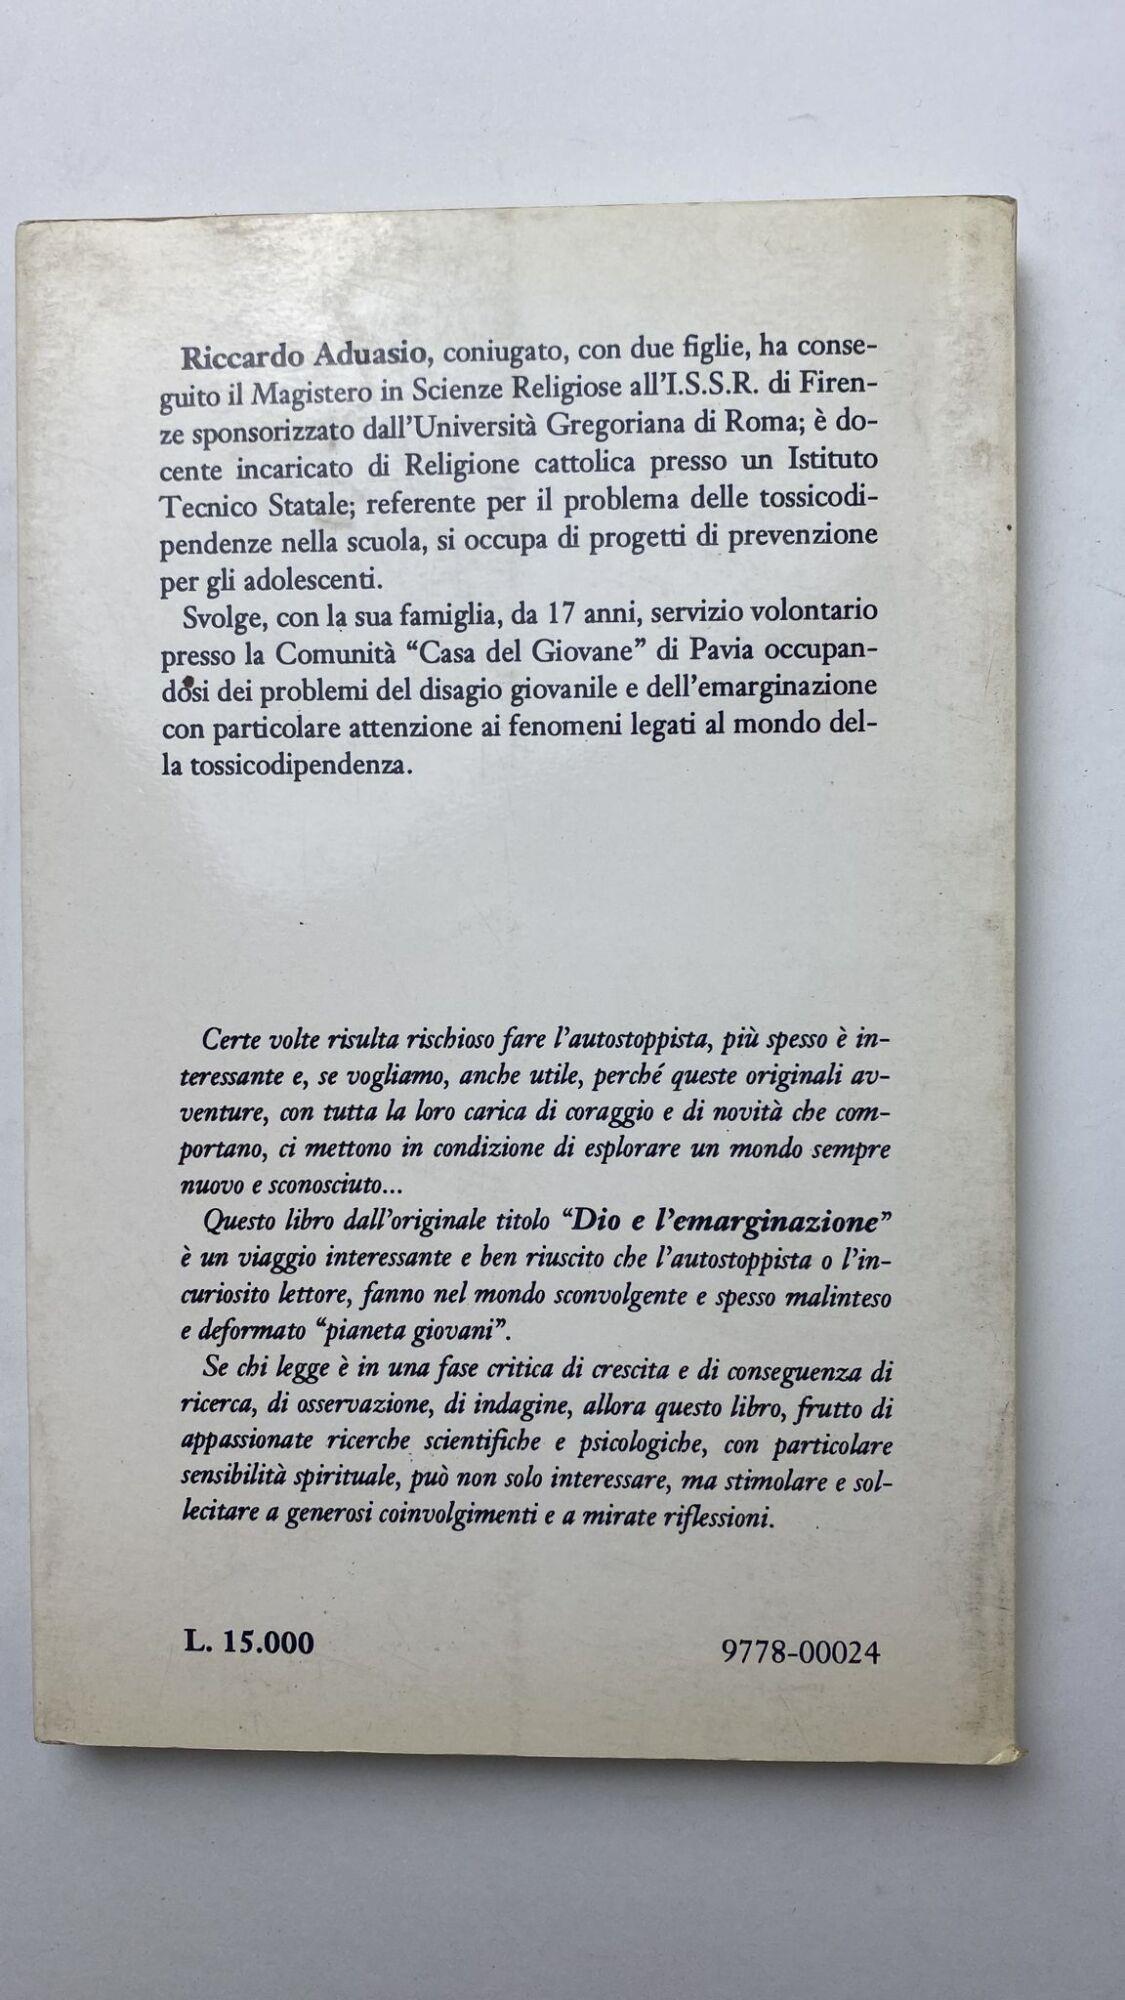 Riccardo Aduasio, coniugato, con due figlie, ha conse-
guito il Magistero in Scienze Religiose all'I.S.S.R. di Firen-
ze sponsorizzato dall'Università Gregoriana di Roma; è do-
cente incaricato di Religione cattolica presso un Istituto
Tecnico Statale; referente per il problema delle tossicodi-
pendenze nella scuola, si occupa di progetti di prevenzione
per gli adolescenti.
Svolge, con la sua famiglia, da 17 anni, servizio volontario
presso la Comunità “Casa del Giovane” di Pavia occupan-
dosi dei problemi del disagio giovanile e dell'emarginazione
con particolare attenzione ai fenomeni legati al mondo del-
la tossicodipendenza.
Certe volte risulta rischioso fare l'autostoppista, più spesso è in-
teressante e, se vogliamo, anche utile, perché queste originali av-
venture, con tutta la loro carica di coraggio e di novità che com-
portano, ci mettono in condizione di esplorare un mondo sempre
nuovo e sconosciuto...
Questo libro dall'originale titolo “Dio e l'emarginazione”
è un viaggio interessante e ben riuscito che l'autostoppista o l'in-
curiosito lettore, fanno nel mondo sconvolgente e spesso malinteso
e deformato “pianeta giovani”.
Se chi legge è in una fase critica di crescita e di conseguenza di
ricerca, di osservazione, di indagine, allora questo libro, frutto di
appassionate ricerche scientifiche e psicologiche, con particolare
sensibilità spirituale, può non solo interessare, ma stimolare e sol-
lecitare a generosi coinvolgimenti e a mirate riflessioni.
L. 15.000
9778-00024